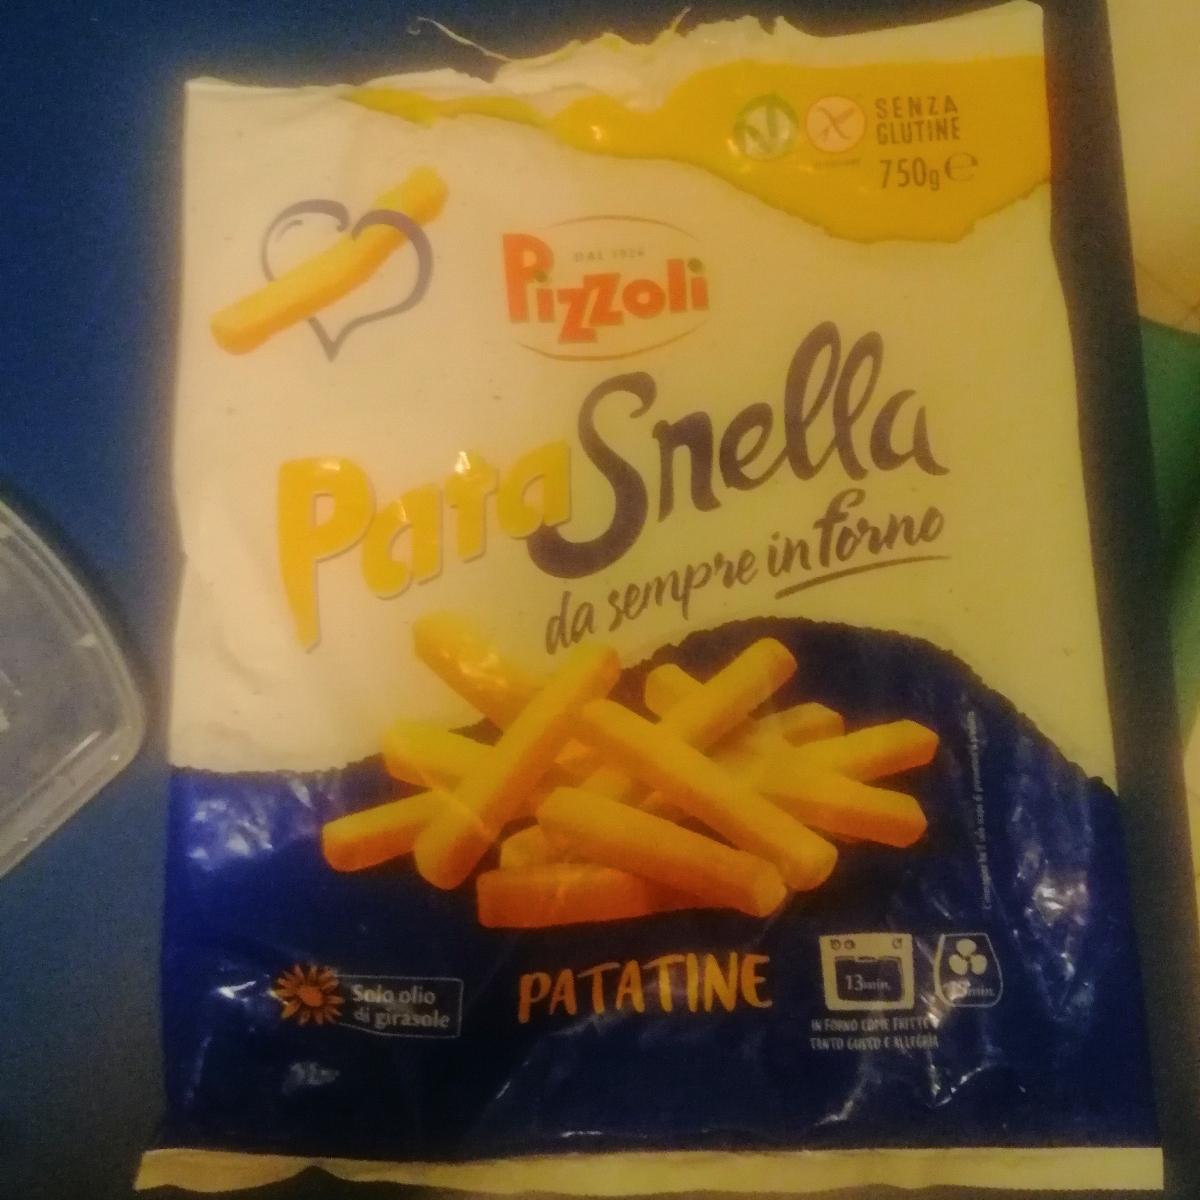 SENZA
GLUTINE
750g e
DAL 1926
Pizzoli
PataSnella
da sempre in forno
Solo olio
di girasole
PATATINE
13min.
min.
IN FORNO COME FRITTE
TANTO GUSTO E ALLEGRIA